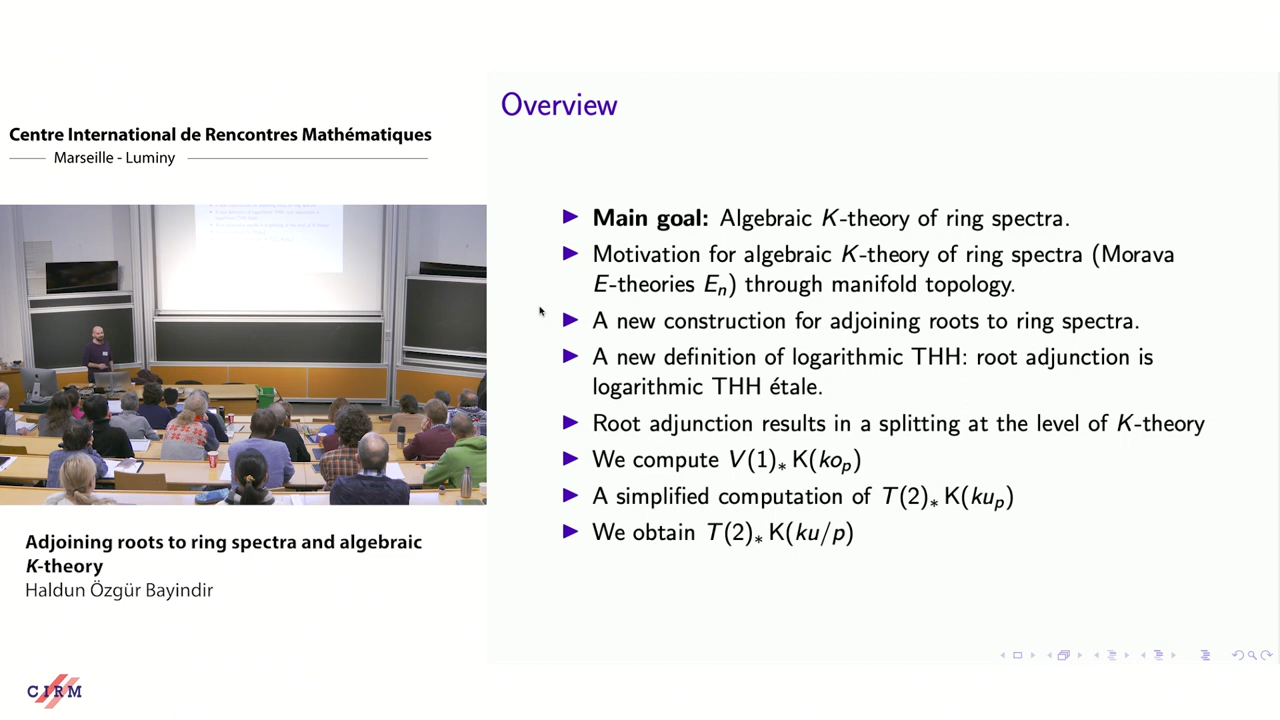 Centre International de Rencontres Mathématiques
Marseille - Luminy
Adjoining roots to ring spectra and algebraic
K-theory
Haldun Özgür Bayindir
CIRM
Overview
Main goal: Algebraic K-theory of ring spectra.
Motivation for algebraic K-theory of ring spectra (Morava
E-theories Eₙ) through manifold topology.
A new construction for adjoining roots to ring spectra.
A new definition of logarithmic THH: root adjunction is
logarithmic THH étale.
Root adjunction results in a splitting at the level of K-theory
We compute V(1)₊ K(koₚ)
A simplified computation of T(2)₊ K(kuₚ)
We obtain T(2)₊ K(ku/p)